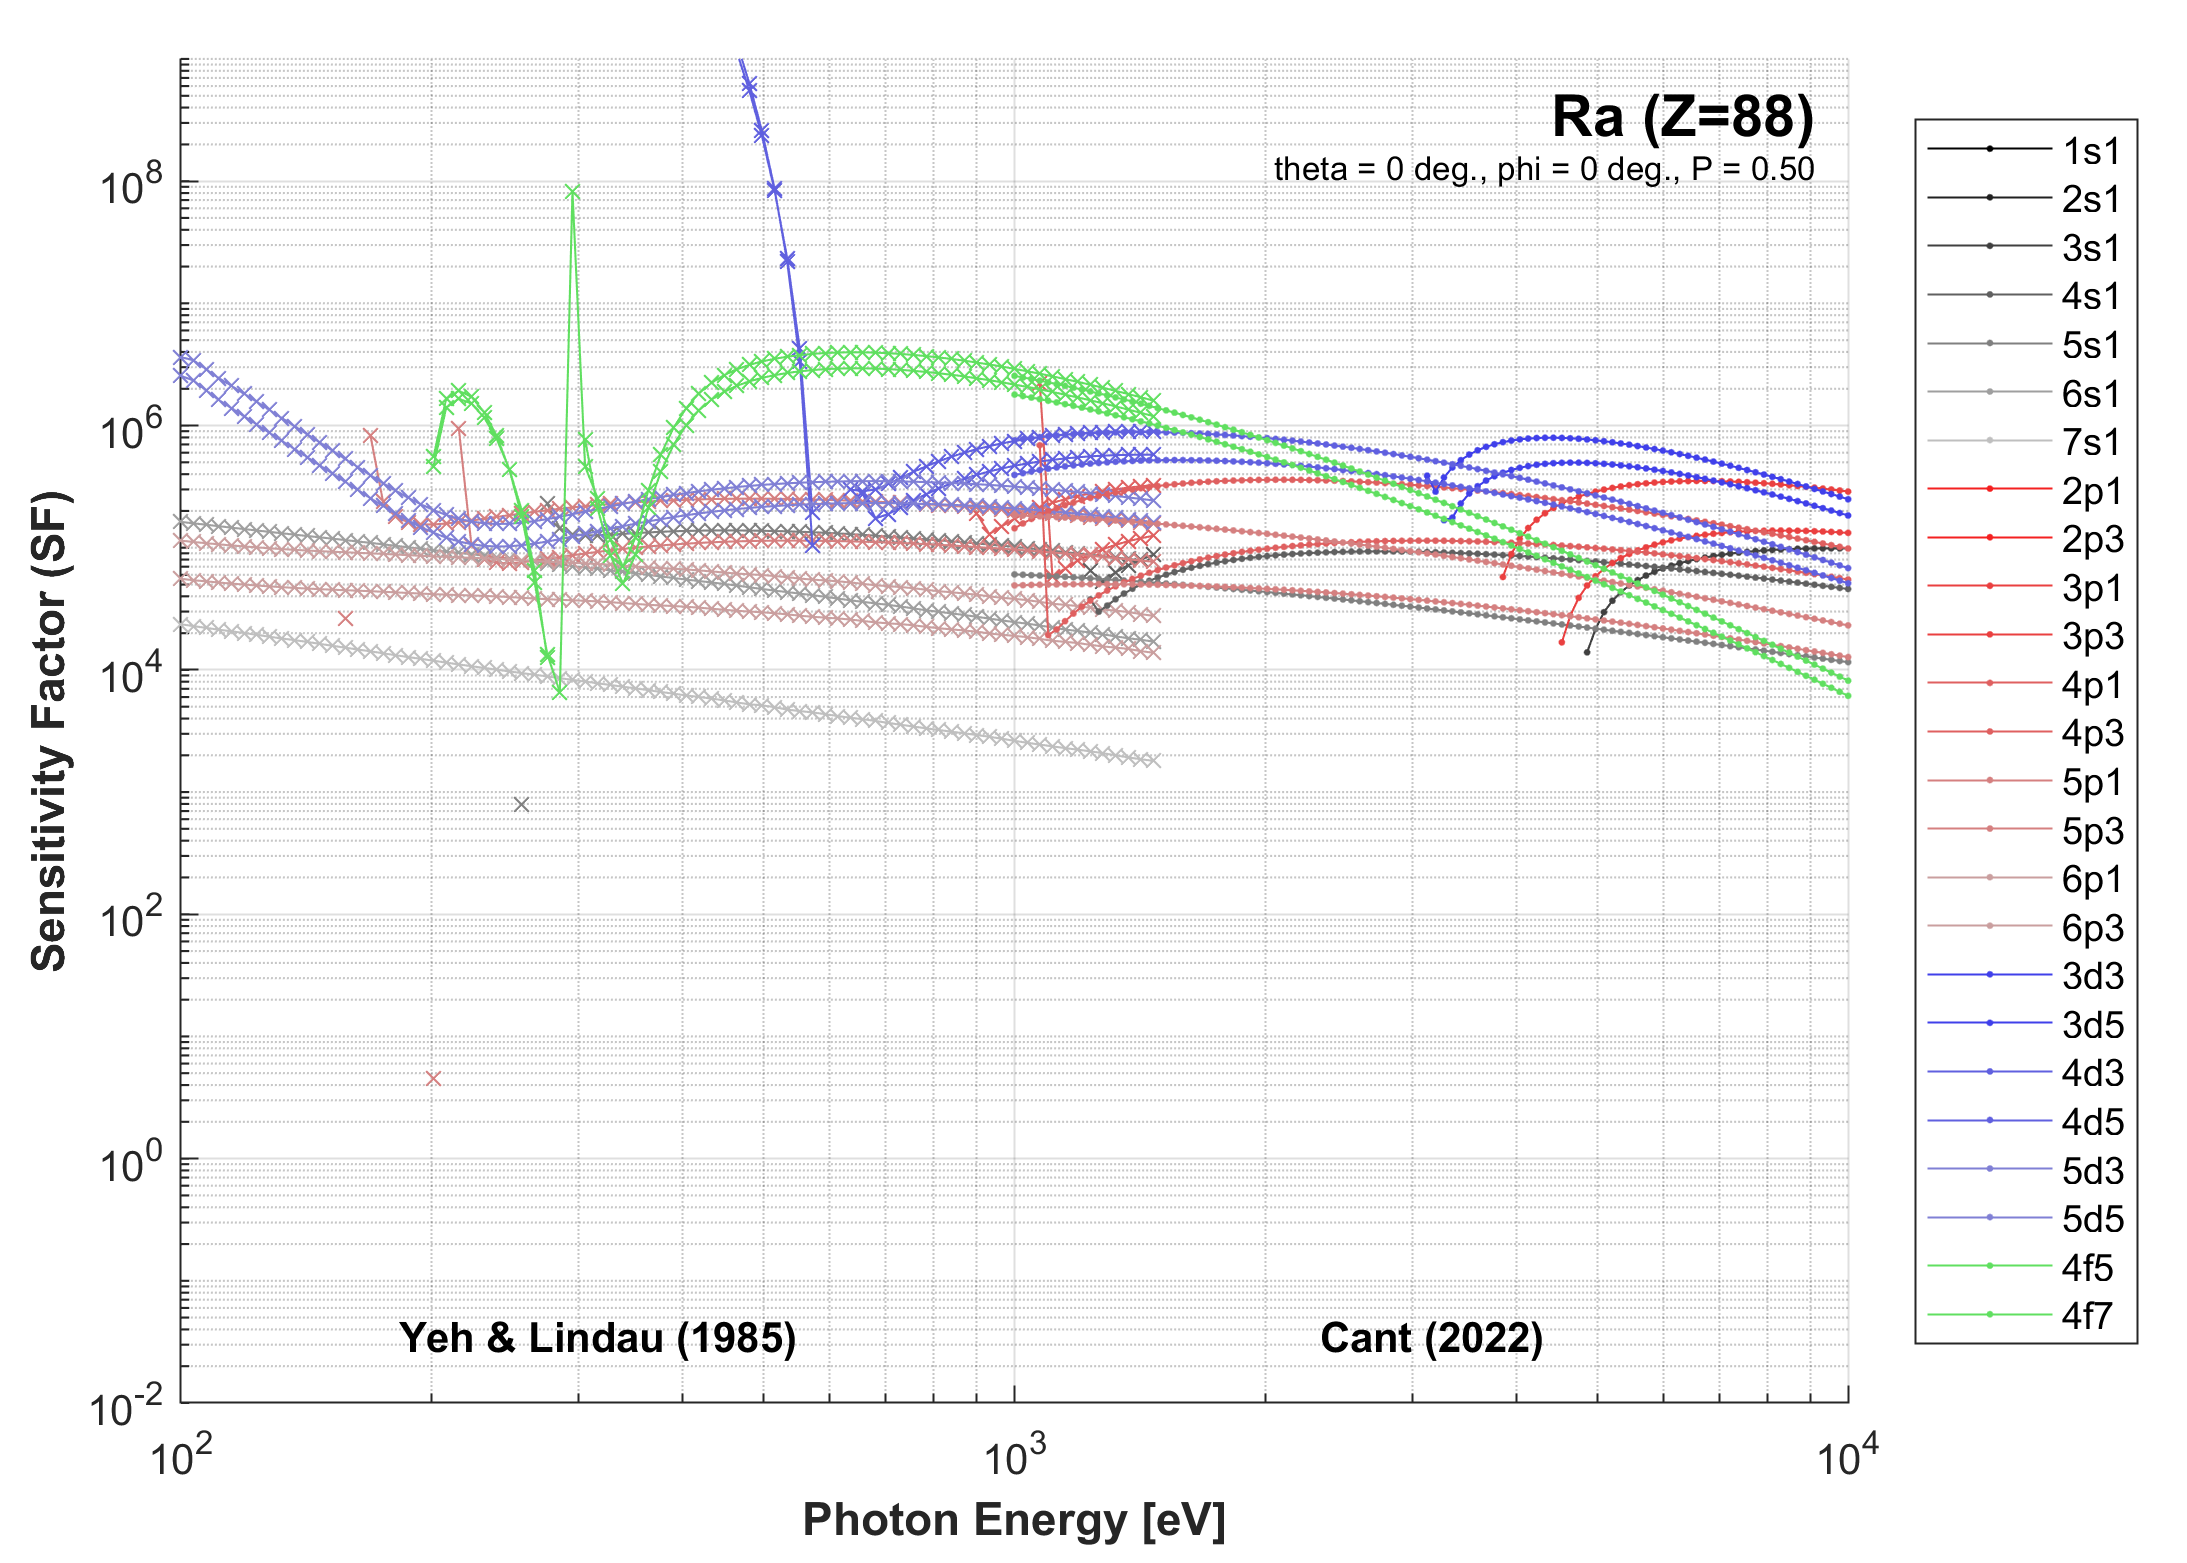 Ra (Z=88)
theta = 0 deg., phi = 0 deg., P = 0.50
Sensitivity Factor (SF)
10^8
10^6
10^4
10^2
10^0
10^-2
Yeh & Lindau (1985)
Cant (2022)
10^2
10^3
10^4
Photon Energy [eV]
1s1
2s1
3s1
4s1
5s1
6s1
7s1
2p1
2p3
3p1
3p3
4p1
4p3
5p1
5p3
6p1
6p3
3d3
3d5
4d3
4d5
5d3
5d5
4f5
4f7